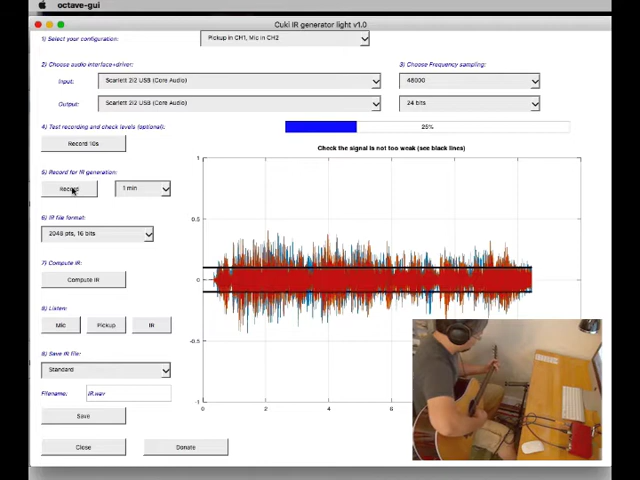 octave-gui
Cuki IR generator light v1.0
1) Select your configuration:
Pickup in CH1, Mic in CH2
2) Choose audio interface+driver:
3) Choose Frequency sampling:
Input:
Scarlett 2i2 USB (Core Audio)
48000
Output:
Scarlett 2i2 USB (Core Audio)
24 bits
4) Test recording and check levels (optional):
25%
Record 10s
Check the signal is not too weak (see black lines)
5) Record for IR generation:
Record
1 min
6) IR file format:
2048 pts, 16 bits
7) Compute IR:
Compute IR
8) Listen:
Mic
Pickup
IR
Save IR file:
Standard
Filename:
IR.wav
Save
Close
Donate
1
0.5
0
-0.5
-1
0
2
4
6